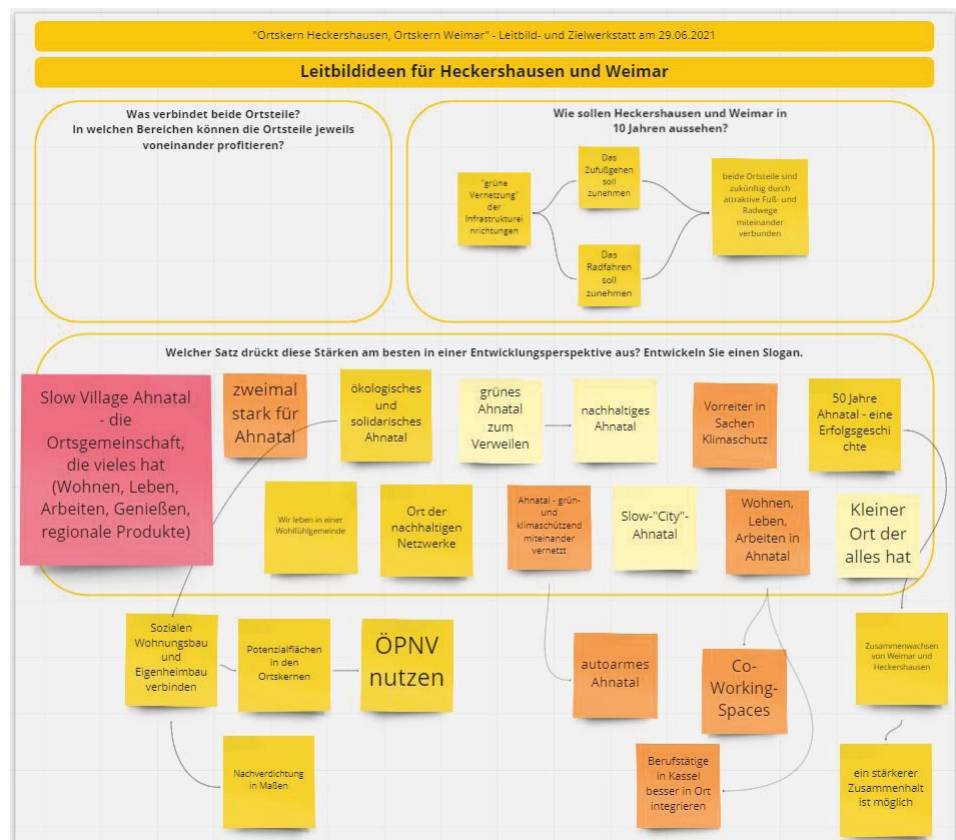 "Ortskern Heckershausen, Ortskern Weimar" - Leitbild- und Zielwerkstatt am 29.06.2021
Leitbildideen für Heckershausen und Weimar
Was verbindet beide Ortsteile?
In welchen Bereichen können die Ortsteile jeweils
voneinander profitieren?
Wie sollen Heckershausen und Weimar in
10 Jahren aussehen?
"grüne
Vernetzung"
der
Infrastrukturei
nrichtungen
Das
Zufußgehen
soll
zunehmen
Das
Radfahren
soll
zunehmen
beide Ortsteile sind
zukünftig durch
attraktive Fuß- und
Radwege
miteinander
verbunden
Welcher Satz drückt diese Stärken am besten in einer Entwicklungsperspektive aus? Entwickeln Sie einen Slogan.
Slow Village Ahnatal
- die
Ortsgemeinschaft,
die vieles hat
(Wohnen, Leben,
Arbeiten, Genießen,
regionale Produkte)
zweimal
stark für
Ahnatal
ökologisches
und
solidarisches
Ahnatal
grünes
Ahnatal
zum
Verweilen
nachhaltiges
Ahnatal
Vorreiter in
Sachen
Klimaschutz
50 Jahre
Ahnatal - eine
Erfolgsgeschi
chte
Wir leben in einer
Wohlfühlgemeinde
Ort der
nachhaltigen
Netzwerke
Ahnatal - grün-
und
klimaschützend
miteinander
vernetzt
Slow-"City"-
Ahnatal
Wohnen,
Leben,
Arbeiten in
Ahnatal
Kleiner
Ort der
alles hat
Sozialen
Wohnungsbau
und
Eigenheimbau
verbinden
Potenzialflächen
in den
Ortskernen
ÖPNV
nutzen
Nachverdichtung
in Maßen
autoarmes
Ahnatal
Co-
Working-
Spaces
Berufstätige
in Kassel
besser in Ort
integrieren
Zusammenwachsen
von Weimar und
Heckershausen
ein stärkerer
Zusammenhalt
ist möglich